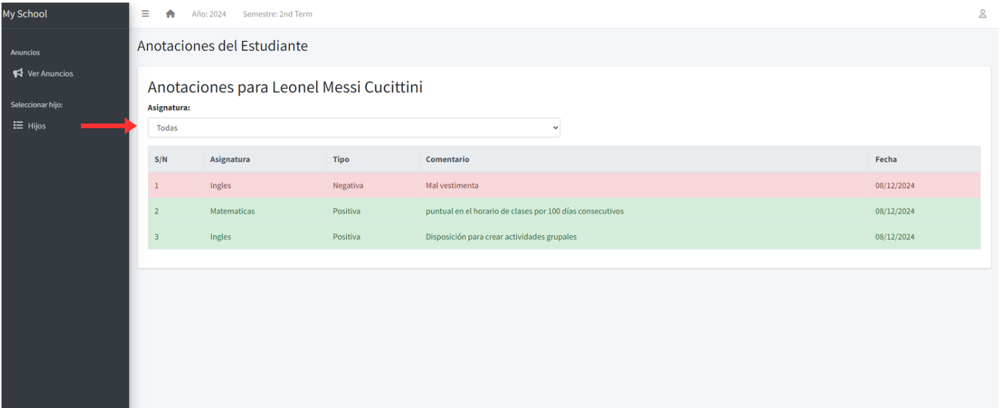 My School
Año: 2024 Semestre: 2nd Term
Anotaciones del Estudiante
Anuncios
Ver Anuncios
Seleccionar hijo:
Hijos
Anotaciones para Leonel Messi Cucittini
Asignatura:
Todas
S/N Asignatura Tipo Comentario Fecha
1 Ingles Negativa Mal vestimenta 08/12/2024
2 Matematicas Positiva puntual en el horario de clases por 100 días consecutivos 08/12/2024
3 Ingles Positiva Disposición para crear actividades grupales 08/12/2024